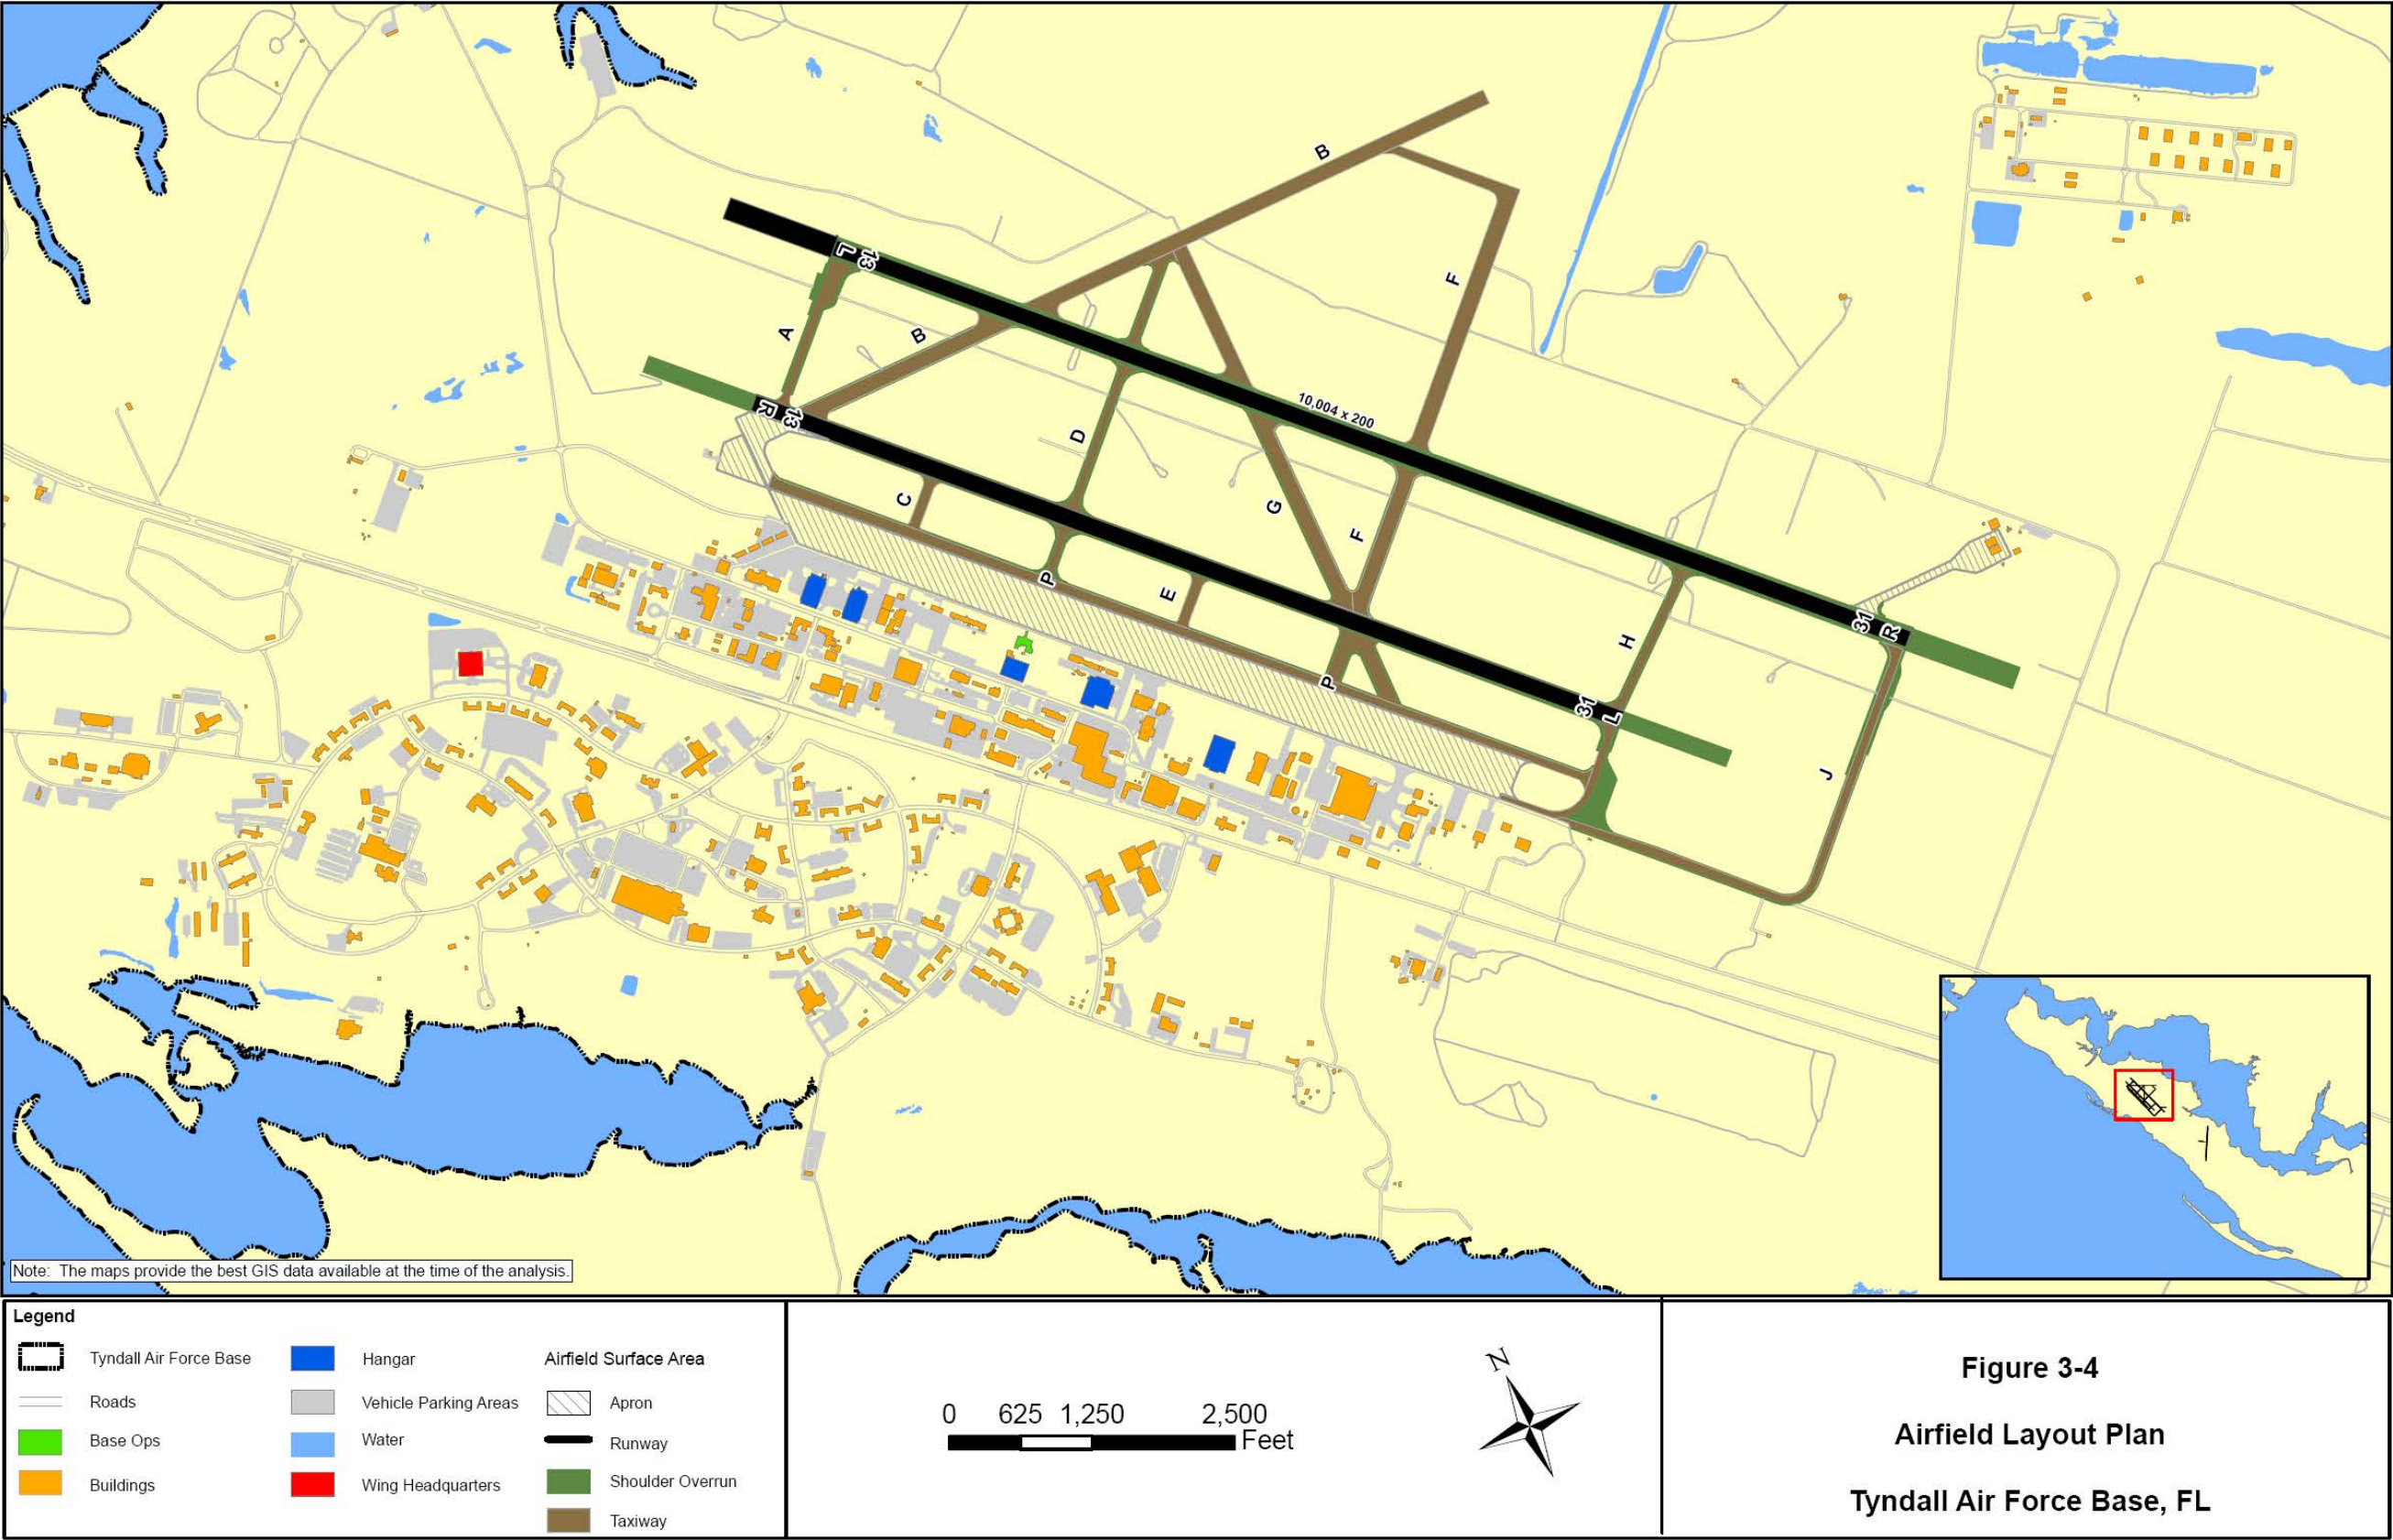 B
L 13
A
B
F
R 13
10,004 x 200
D
C
G
F
P
E
31 R
H
P
31 L
J
Note: The maps provide the best GIS data available at the time of the analysis.
Legend
Tyndall Air Force Base
Roads
Base Ops
Buildings
Hangar
Vehicle Parking Areas
Water
Wing Headquarters
Airfield Surface Area
Apron
Runway
Shoulder Overrun
Taxiway
0 625 1,250 2,500
Feet
N
Figure 3-4
Airfield Layout Plan
Tyndall Air Force Base, FL